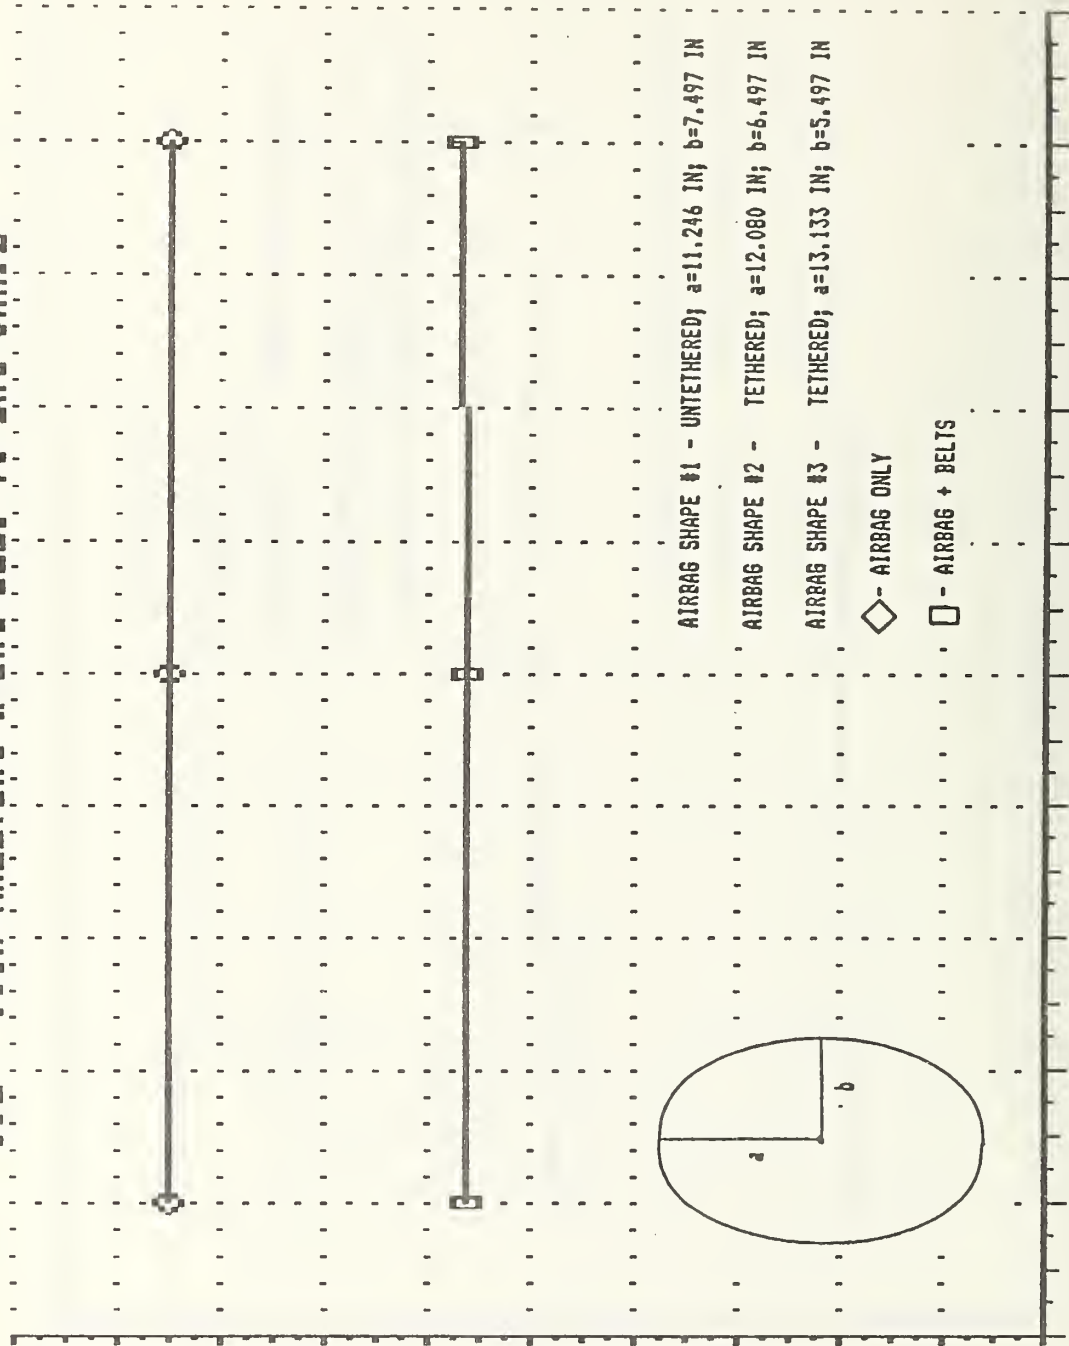 AIRBAG SHAPE #1 - UNTETHERED; a=11.246 IN; b=7.497 IN
AIRBAG SHAPE #2 - TETHERED; a=12.080 IN; b=6.497 IN
AIRBAG SHAPE #3 - TETHERED; a=13.133 IN; b=5.497 IN
- AIRBAG ONLY
- AIRBAG + BELTS
a
b